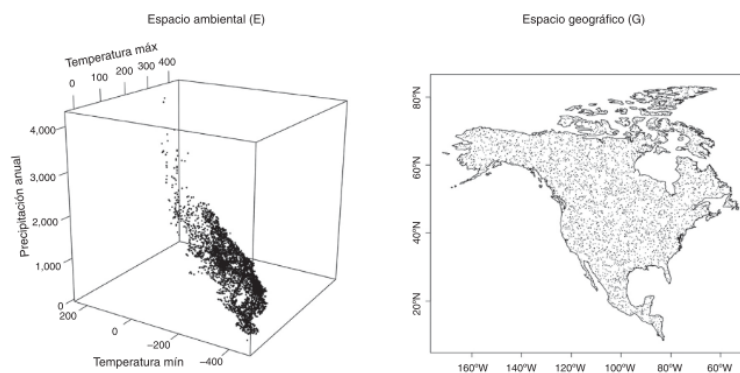 Espacio ambiental (E)
Temperatura máx
0 100 200 300 400
Precipitación anual
4,000
3,000
2,000
1,000
0
200 0 −200 −400
Temperatura mín
Espacio geográfico (G)
80°N
60°N
40°N
20°N
160°W 140°W 120°W 100°W 80°W 60°W